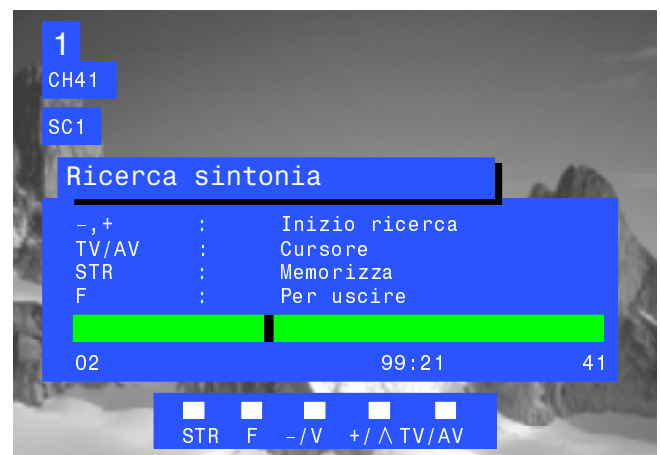 1
CH41
SC1
Ricerca sintonia
–,+ : Inizio ricerca
TV/AV : Cursore
STR : Memorizza
F : Per uscire
02 99:21 41
STR F –/V +/Λ TV/AV